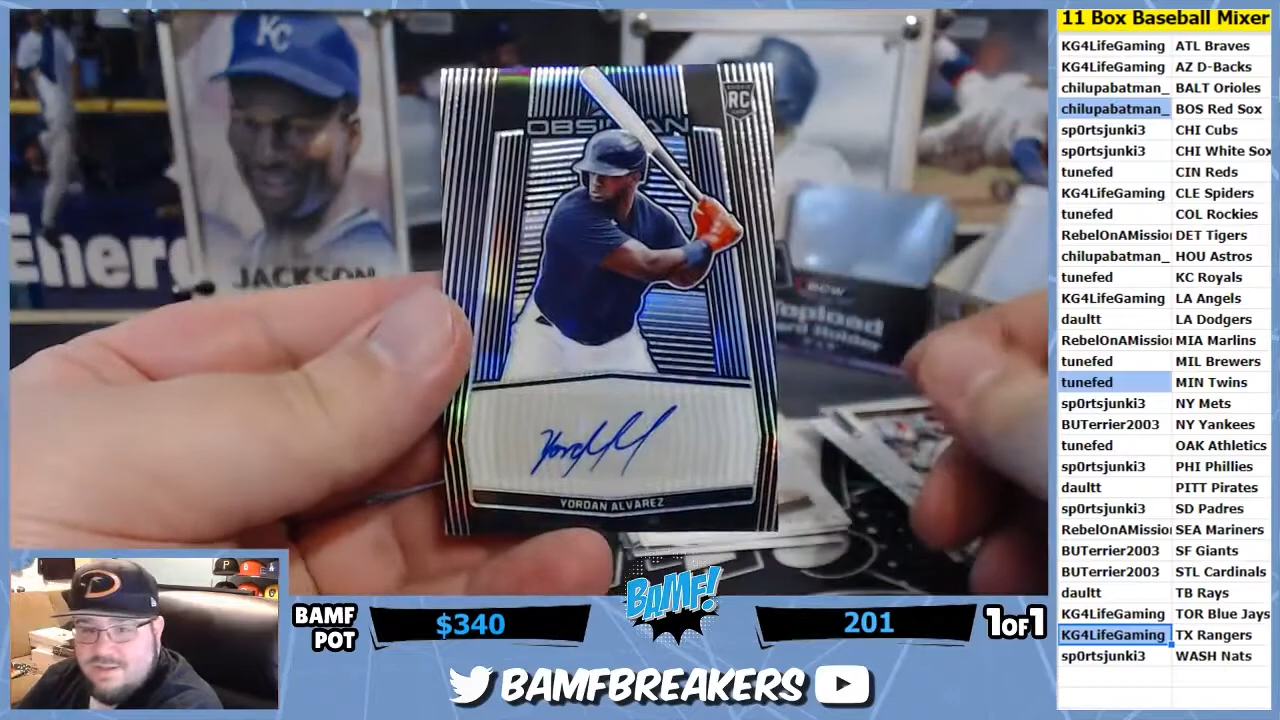 11 Box Baseball Mixer
KG4LifeGaming ATL Braves
KG4LifeGaming AZ D-Backs
chilupabatman_ BALT Orioles
chilupabatman_ BOS Red Sox
sp0rtsjunki3 CHI Cubs
sp0rtsjunki3 CHI White Sox
tunefed CIN Reds
KG4LifeGaming CLE Spiders
tunefed COL Rockies
RebelOnAMissio DET Tigers
chilupabatman_ HOU Astros
tunefed KC Royals
KG4LifeGaming LA Angels
daultt LA Dodgers
RebelOnAMissio MIA Marlins
tunefed MIL Brewers
tunefed MIN Twins
sp0rtsjunki3 NY Mets
BUTerrier2003 NY Yankees
tunefed OAK Athletics
sp0rtsjunki3 PHI Phillies
daultt PITT Pirates
sp0rtsjunki3 SD Padres
RebelOnAMissio SEA Mariners
BUTerrier2003 SF Giants
BUTerrier2003 STL Cardinals
daultt TB Rays
KG4LifeGaming TOR Blue Jays
KG4LifeGaming TX Rangers
sp0rtsjunki3 WASH Nats
KC
Energ
JACKSON
OBSIDIAN
RC
YORDAN ALVAREZ
BAMF POT
$340
BAMF!
201
1 OF 1
BAMFBREAKERS